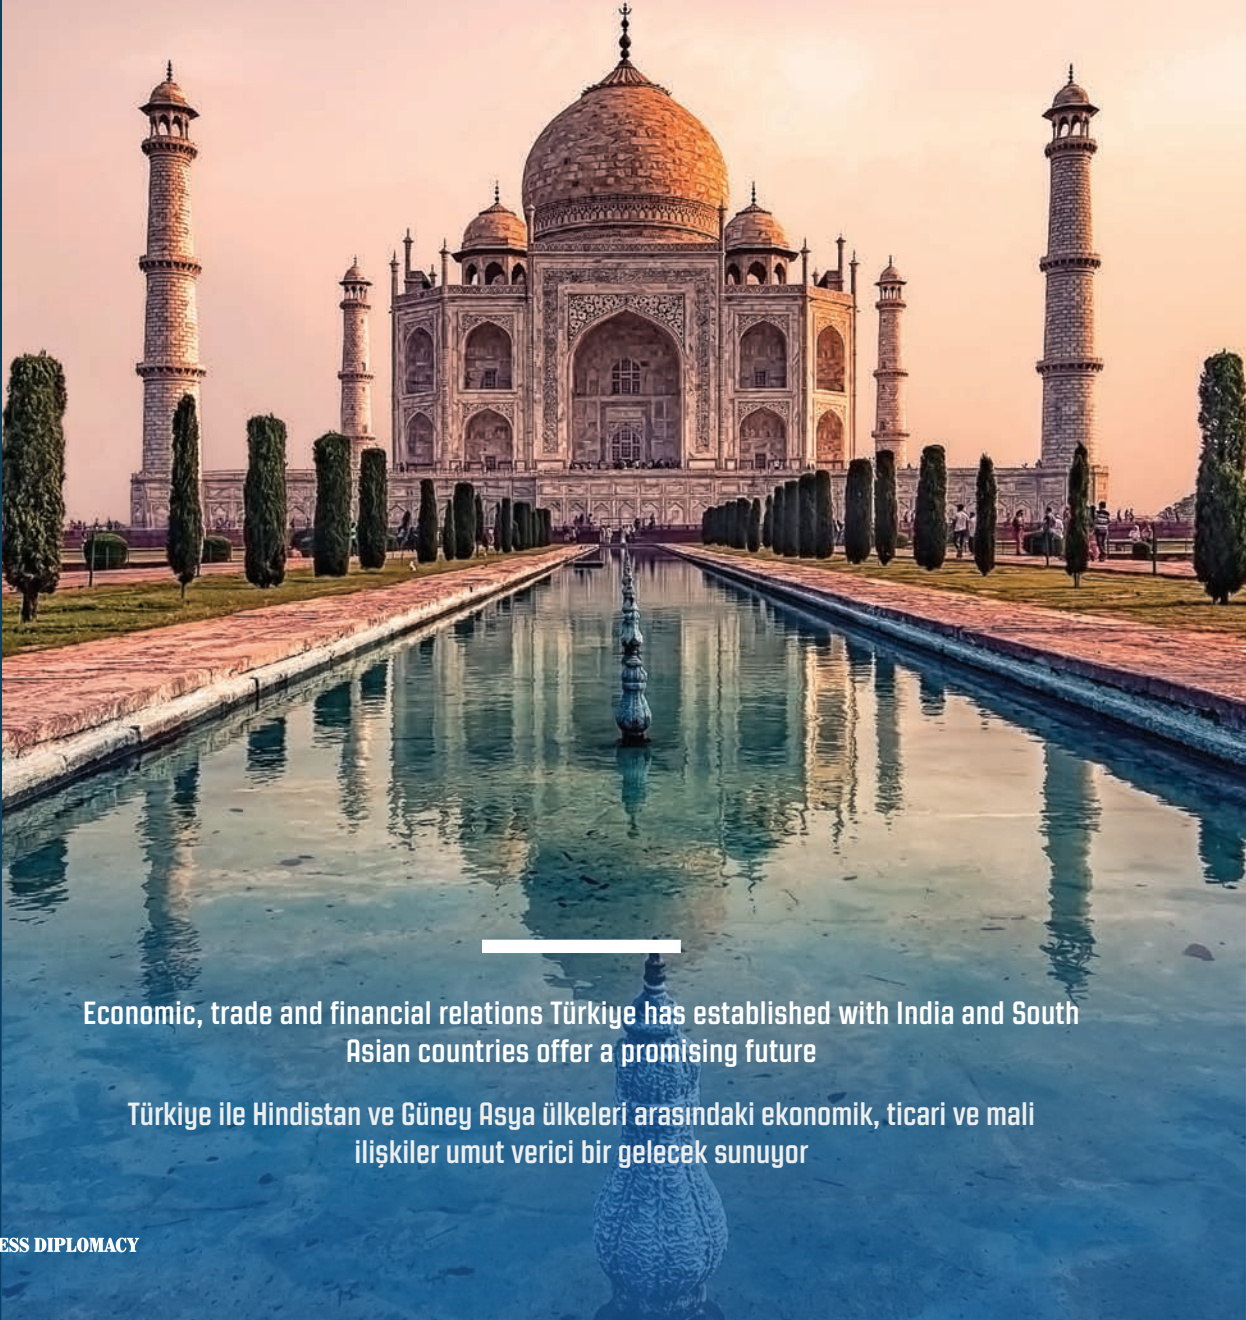 Economic, trade and financial relations Türkiye has established with India and South
Asian countries offer a promising future
Türkiye ile Hindistan ve Güney Asya ülkeleri arasındaki ekonomik, ticari ve mali
ilişkiler umut verici bir gelecek sunuyor
ESS DIPLOMACY